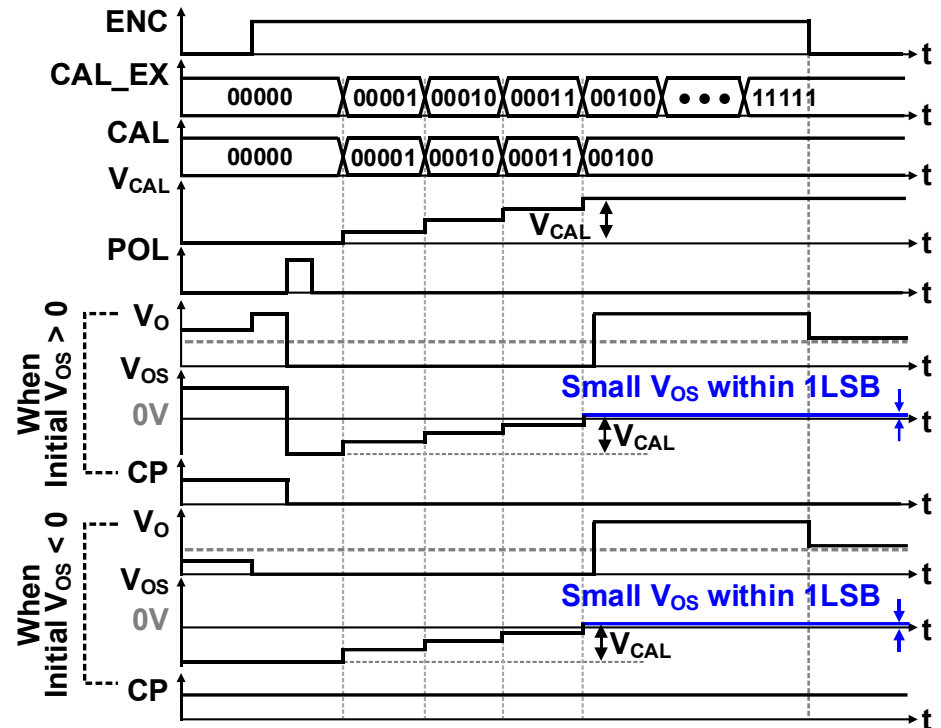 ENC
t
CAL_EX
00000 00001 00010 00011 00100 ••• 11111
t
CAL
00000 00001 00010 00011 00100
t
VCAL
VCAL
t
POL
t
When
Initial VOS > 0
VO
t
VOS
0V
Small VOS within 1LSB
VCAL
t
CP
t
When
Initial VOS < 0
VO
t
VOS
0V
Small VOS within 1LSB
VCAL
t
CP
t